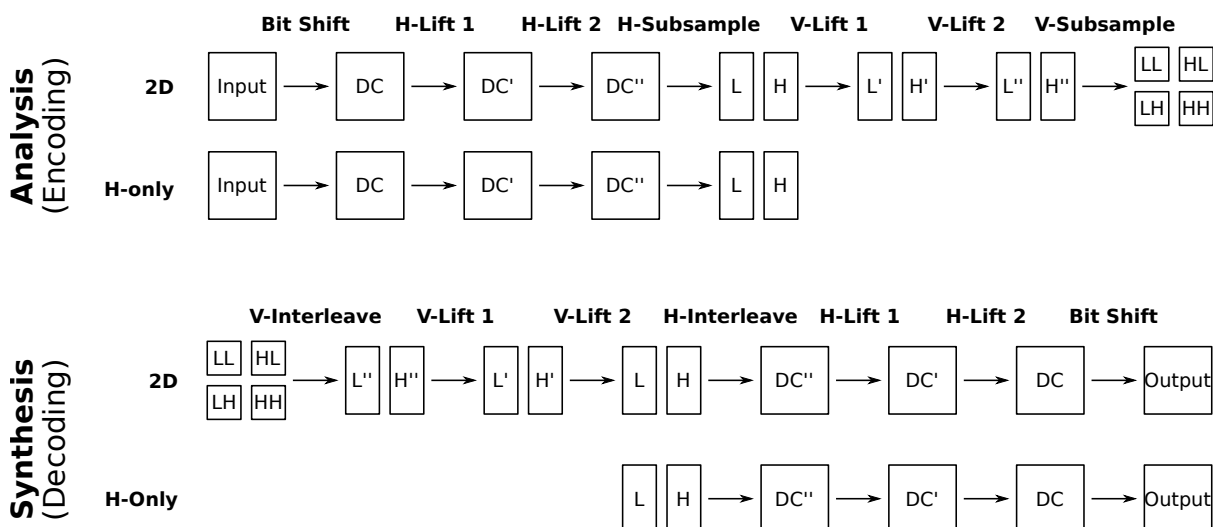 Bit Shift H-Lift 1 H-Lift 2 H-Subsample V-Lift 1 V-Lift 2 V-Subsample
Analysis
(Encoding)
2D Input DC DC' DC'' L H L' H' L'' H'' LL HL
LH HH
H-only Input DC DC' DC'' L H
V-Interleave V-Lift 1 V-Lift 2 H-Interleave H-Lift 1 H-Lift 2 Bit Shift
Synthesis
(Decoding)
2D LL HL L'' H'' L' H' L H DC'' DC' DC Output
LH HH
H-Only L H DC'' DC' DC Output